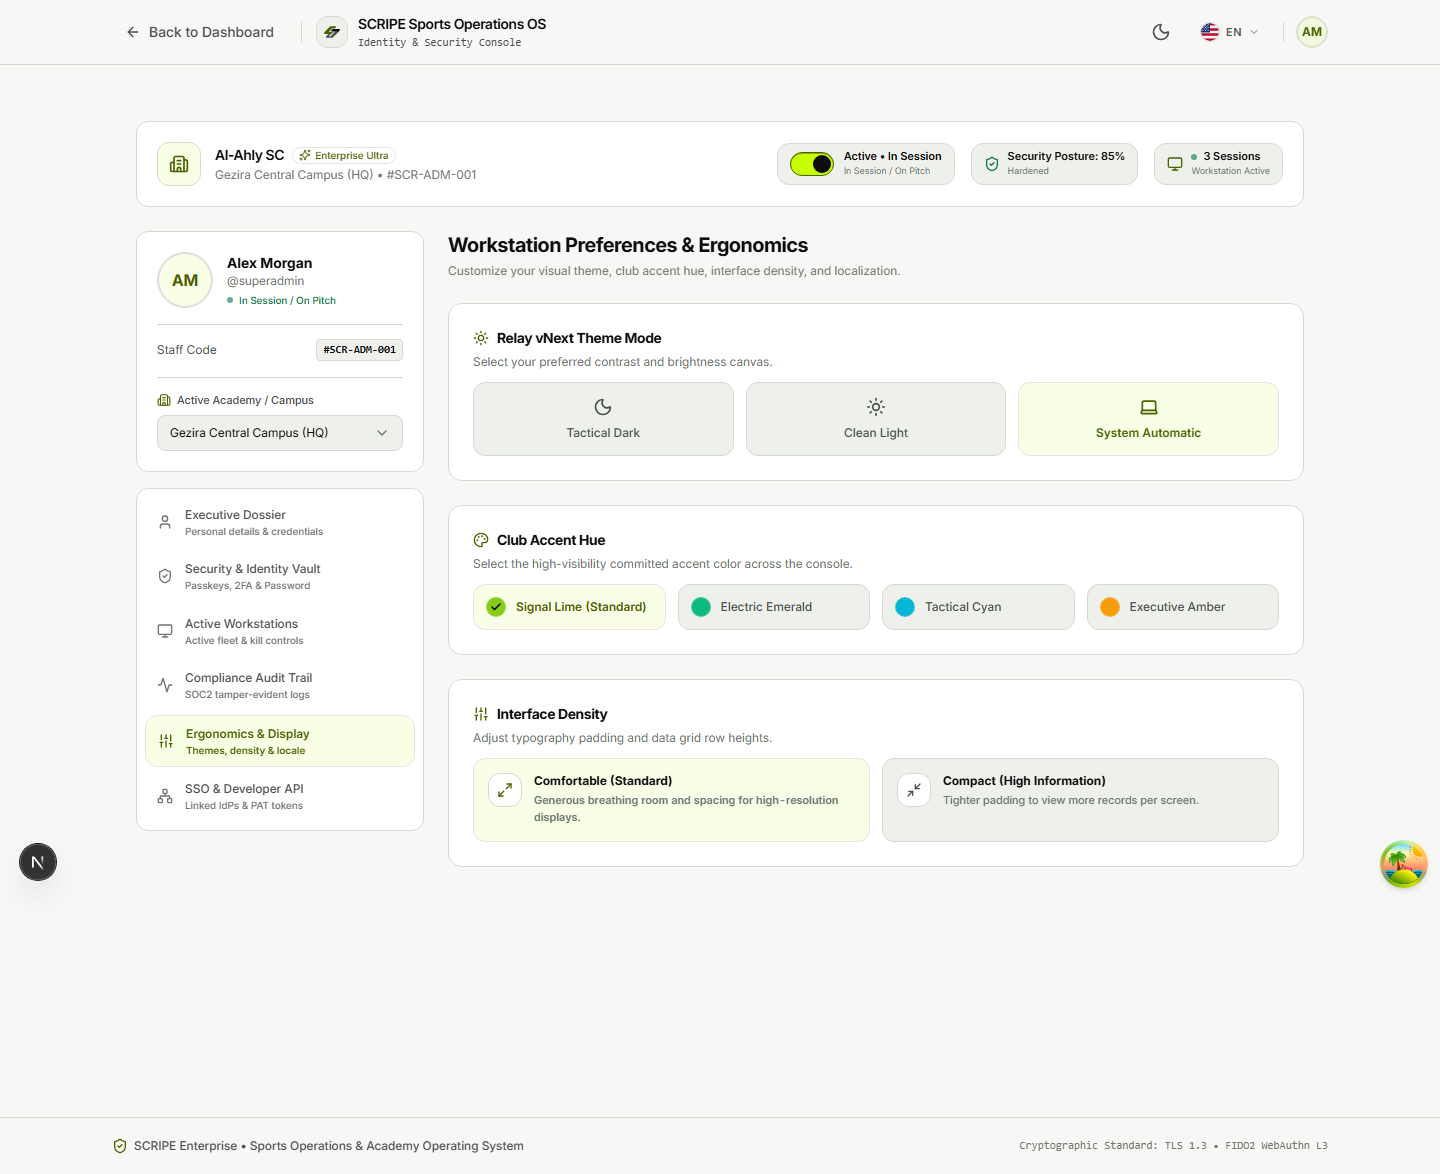 Back to Dashboard
SCRIPE Sports Operations OS
Identity & Security Console
EN
AM
Al-Ahly SC
Enterprise Ultra
Gezira Central Campus (HQ) • #SCR-ADM-001
Active • In Session
In Session / On Pitch
Security Posture: 85%
Hardened
3 Sessions
Workstation Active
AM
Alex Morgan
@superadmin
In Session / On Pitch
Staff Code
#SCR-ADM-001
Active Academy / Campus
Gezira Central Campus (HQ)
Executive Dossier
Personal details & credentials
Security & Identity Vault
Passkeys, 2FA & Password
Active Workstations
Active fleet & kill controls
Compliance Audit Trail
SOC2 tamper-evident logs
Ergonomics & Display
Themes, density & locale
SSO & Developer API
Linked IdPs & PAT tokens
Workstation Preferences & Ergonomics
Customize your visual theme, club accent hue, interface density, and localization.
Relay vNext Theme Mode
Select your preferred contrast and brightness canvas.
Tactical Dark
Clean Light
System Automatic
Club Accent Hue
Select the high-visibility committed accent color across the console.
Signal Lime (Standard)
Electric Emerald
Tactical Cyan
Executive Amber
Interface Density
Adjust typography padding and data grid row heights.
Comfortable (Standard)
Generous breathing room and spacing for high-resolution
displays.
Compact (High Information)
Tighter padding to view more records per screen.
N
SCRIPE Enterprise • Sports Operations & Academy Operating System
Cryptographic Standard: TLS 1.3 • FIDO2 WebAuthn L3